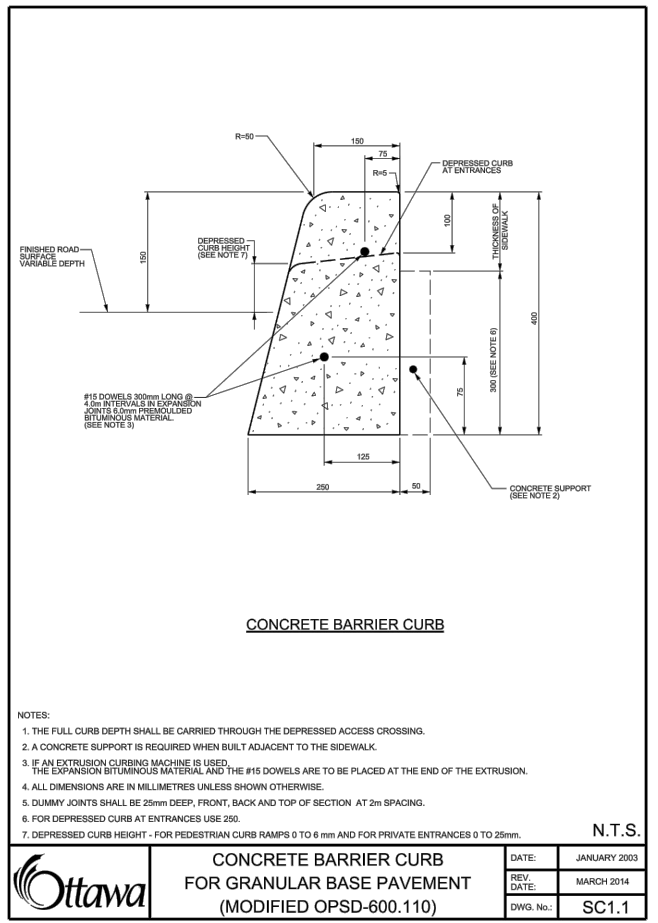 R=50
150
75
R=5
DEPRESSED CURB
AT ENTRANCES
100
THICKNESS OF
SIDEWALK
FINISHED ROAD
SURFACE
VARIABLE DEPTH
150
DEPRESSED
CURB HEIGHT
(SEE NOTE 7)
400
300 (SEE NOTE 6)
75
#15 DOWELS 300mm LONG @
4.0m INTERVALS IN EXPANSION
JOINTS 6.0mm PREMOULDED
BITUMINOUS MATERIAL.
(SEE NOTE 3)
125
250
50
CONCRETE SUPPORT
(SEE NOTE 2)
CONCRETE BARRIER CURB
NOTES:
1. THE FULL CURB DEPTH SHALL BE CARRIED THROUGH THE DEPRESSED ACCESS CROSSING.
2. A CONCRETE SUPPORT IS REQUIRED WHEN BUILT ADJACENT TO THE SIDEWALK.
3. IF AN EXTRUSION CURBING MACHINE IS USED,
THE EXPANSION BITUMINOUS MATERIAL AND THE #15 DOWELS ARE TO BE PLACED AT THE END OF THE EXTRUSION.
4. ALL DIMENSIONS ARE IN MILLIMETRES UNLESS SHOWN OTHERWISE.
5. DUMMY JOINTS SHALL BE 25mm DEEP, FRONT, BACK AND TOP OF SECTION AT 2m SPACING.
6. FOR DEPRESSED CURB AT ENTRANCES USE 250.
7. DEPRESSED CURB HEIGHT - FOR PEDESTRIAN CURB RAMPS 0 TO 6 mm AND FOR PRIVATE ENTRANCES 0 TO 25mm.
N.T.S.
Ottawa
CONCRETE BARRIER CURB
FOR GRANULAR BASE PAVEMENT
(MODIFIED OPSD-600.110)
DATE: JANUARY 2003
REV.
DATE: MARCH 2014
DWG. No.: SC1.1